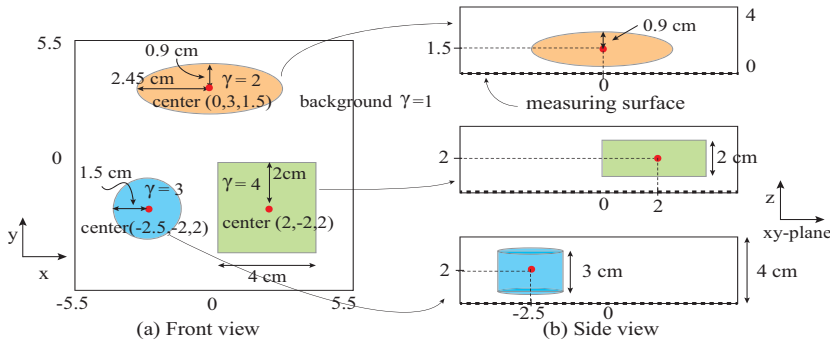 5.5
0.9 cm
2.45 cm
γ = 2
center (0,3,1.5)
background γ=1
0
1.5 cm
γ = 3
center(-2.5,-2,2)
γ = 4
2cm
center (2,-2,2)
4 cm
y
x
-5.5
0
5.5
(a) Front view
4
0.9 cm
1.5
0
0
measuring surface
2
2 cm
0
2
z
xy-plane
2
3 cm
4 cm
-2.5
0
(b) Side view